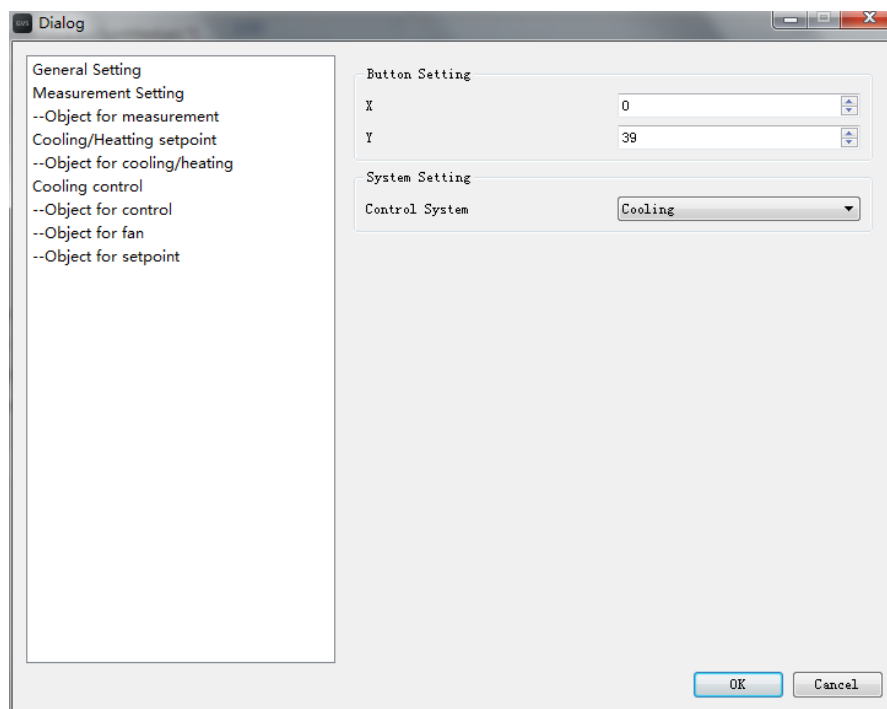 GVS Dialog
General Setting
Measurement Setting
--Object for measurement
Cooling/Heatting setpoint
--Object for cooling/heating
Cooling control
--Object for control
--Object for fan
--Object for setpoint
Button Setting
X 0
Y 39
System Setting
Control System Cooling
OK Cancel